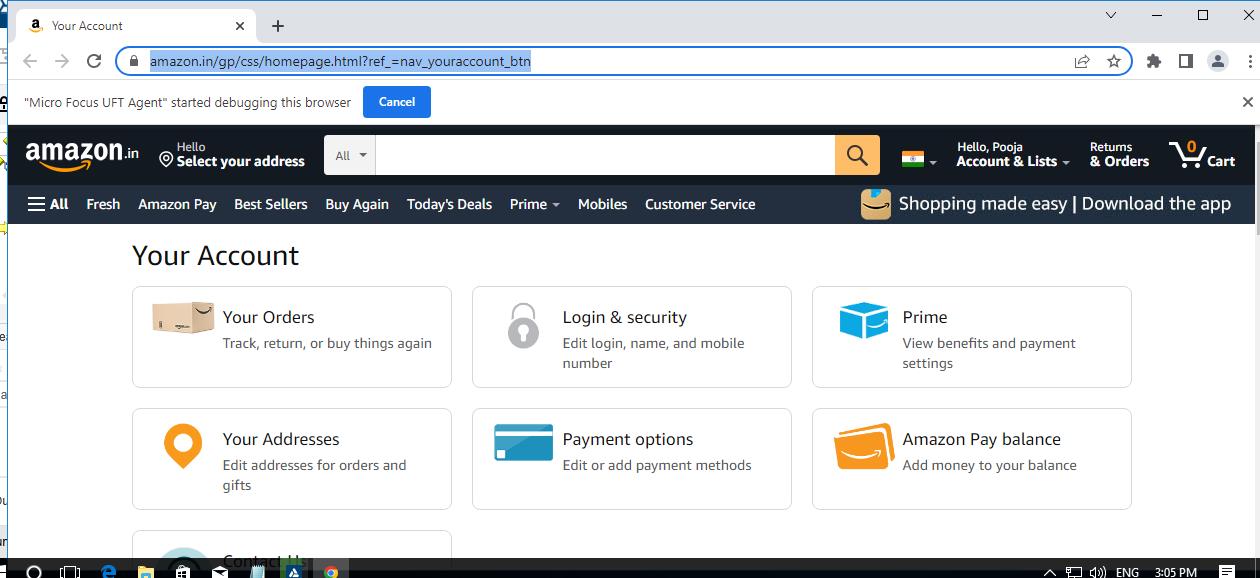 Your Account
amazon.in/gp/css/homepage.html?ref_=nav_youraccount_btn
"Micro Focus UFT Agent" started debugging this browser Cancel
amazon.in
Hello
Select your address
All
Hello, Pooja
Account & Lists
Returns
& Orders
0
Cart
All Fresh Amazon Pay Best Sellers Buy Again Today's Deals Prime Mobiles Customer Service Shopping made easy | Download the app
Your Account
Your Orders
Track, return, or buy things again
Login & security
Edit login, name, and mobile
number
Prime
View benefits and payment
settings
Your Addresses
Edit addresses for orders and
gifts
Payment options
Edit or add payment methods
Amazon Pay balance
Add money to your balance
Contact Us
ENG 3:05 PM